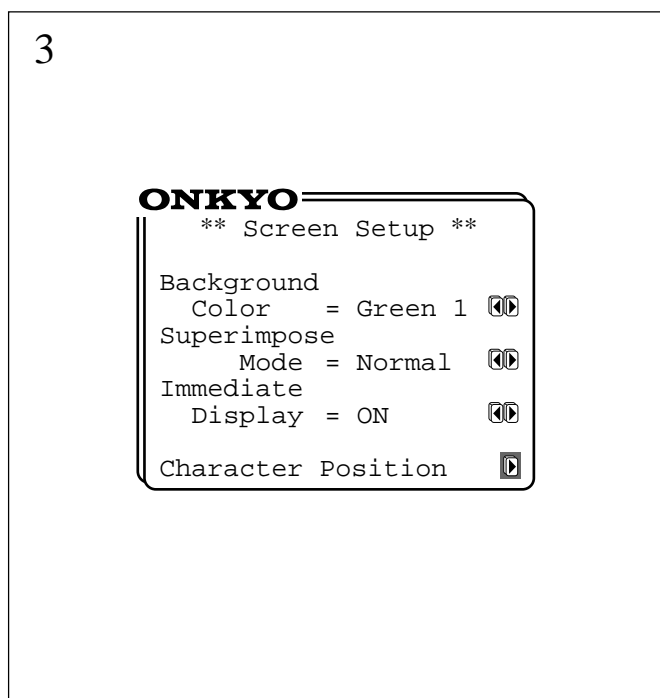 3
ONKYO
** Screen Setup **
Background
Color = Green 1
Superimpose
Mode = Normal
Immediate
Display = ON
Character Position